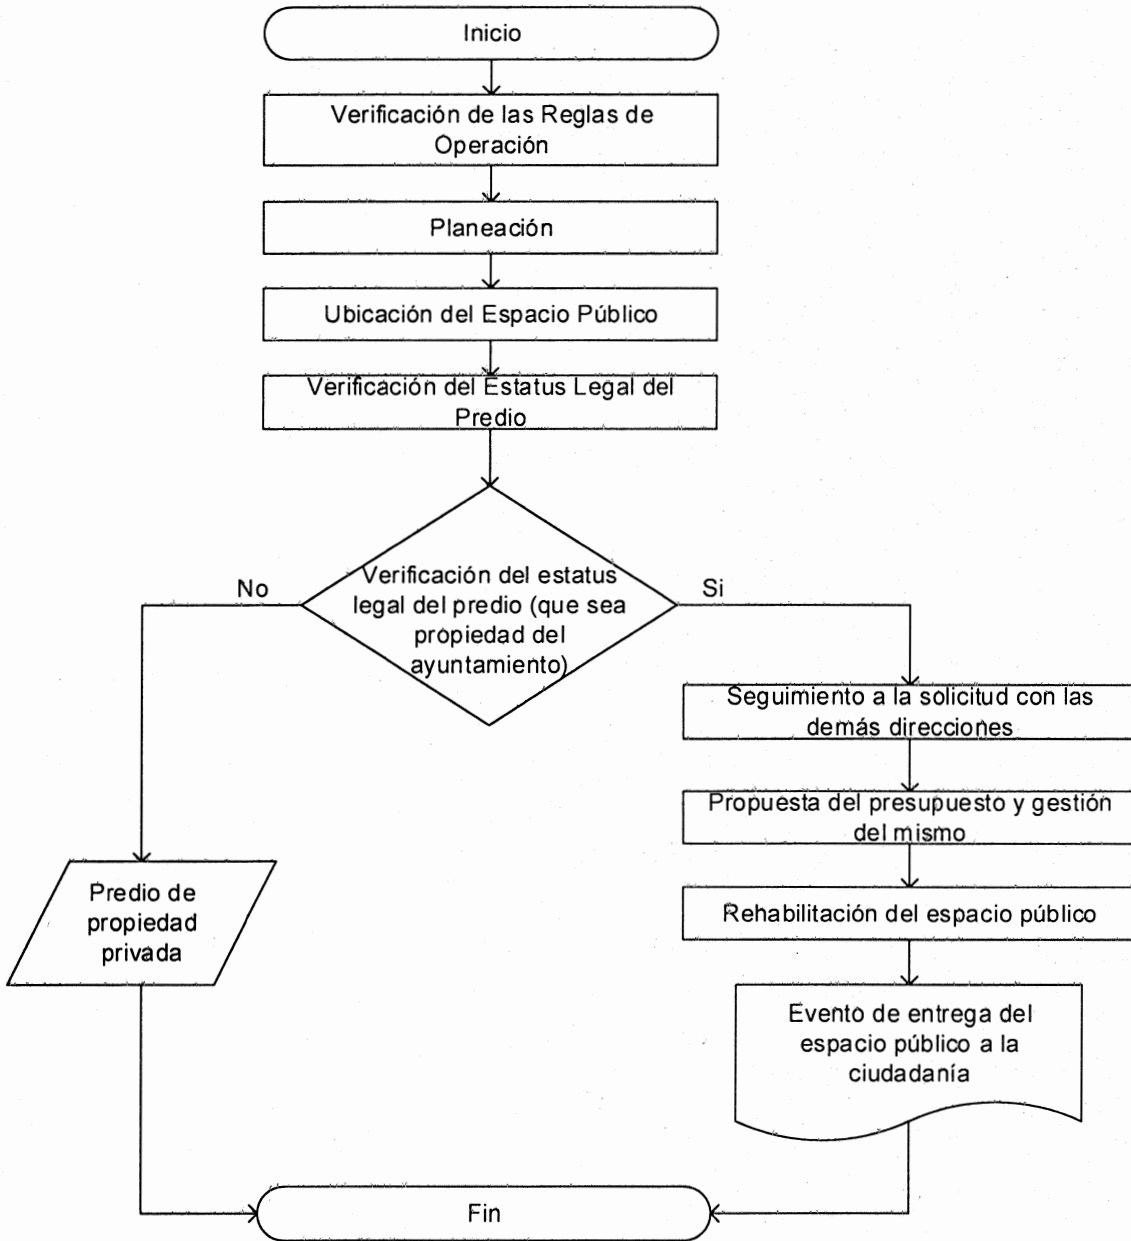 Inicio
Verificación de las Reglas de
Operación
Planeación
Ubicación del Espacio Público
Verificación del Estatus Legal del
Predio
Verificación del estatus
legal del predio (que sea
propiedad del
ayuntamiento)
No
Si
Seguimiento a la solicitud con las
demás direcciones
Propuesta del presupuesto y gestión
del mismo
Predio de
propiedad
privada
Rehabilitación del espacio público
Evento de entrega del
espacio público a la
ciudadanía
Fin